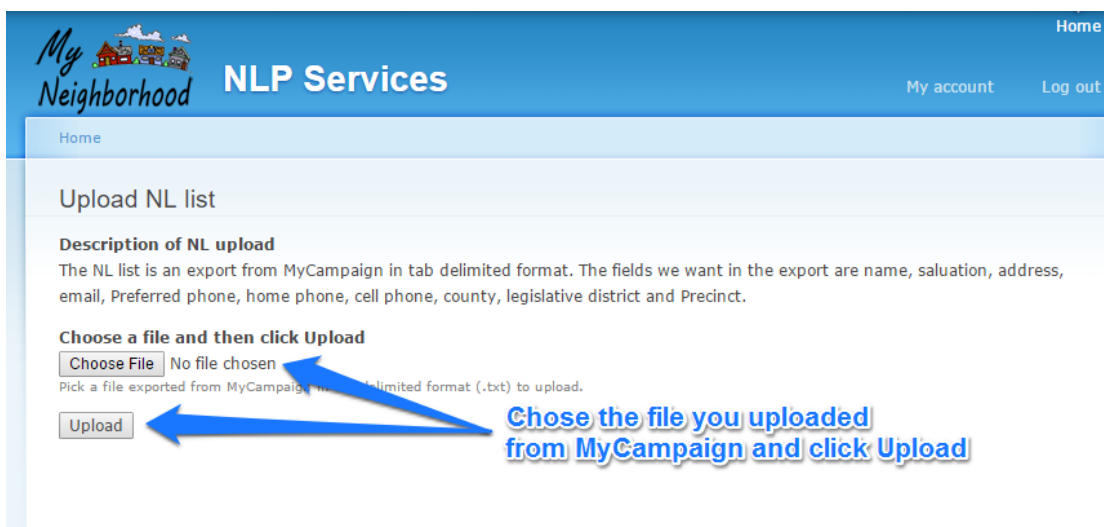 Home
My
Neighborhood
NLP Services
My account Log out
Home
Upload NL list
Description of NL upload
The NL list is an export from MyCampaign in tab delimited format. The fields we want in the export are name, saluation, address,
email, Preferred phone, home phone, cell phone, county, legislative district and Precinct.
Choose a file and then click Upload
Choose File No file chosen
Pick a file exported from MyCampaign delimited format (.txt) to upload.
Upload
Chose the file you uploaded
from MyCampaign and click Upload